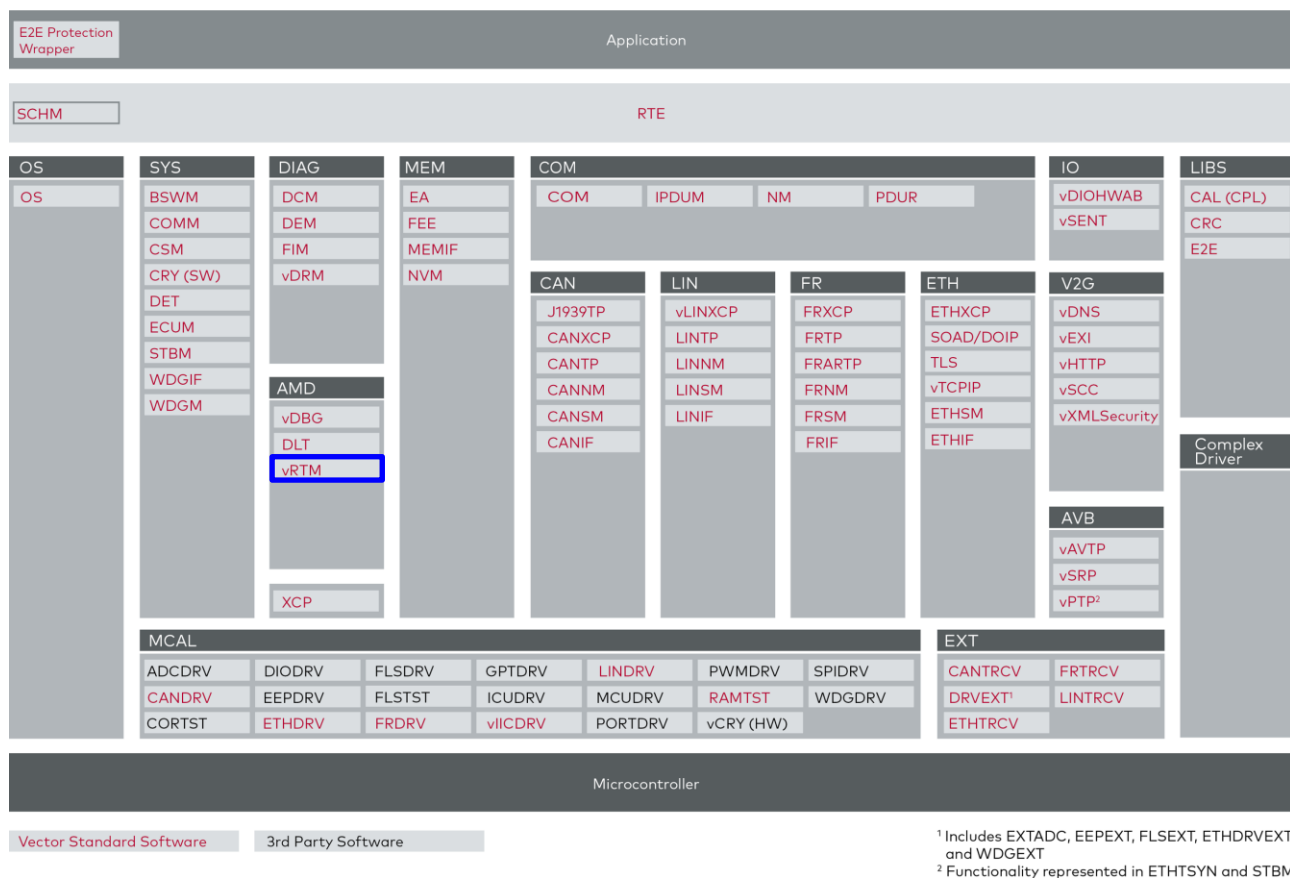 E2E Protection
Wrapper
Application
SCHM
RTE
OS
OS
SYS
BSWM
COMM
CSM
CRY (SW)
DET
ECUM
STBM
WDGIF
WDGM
DIAG
DCM
DEM
FIM
vDRM
AMD
vDBG
DLT
vRTM
XCP
MEM
EA
FEE
MEMIF
NVM
COM
COM IPDUM NM PDUR
CAN
J1939TP
CANXCP
CANTP
CANNM
CANSM
CANIF
LIN
vLINXCP
LINTP
LINNM
LINSM
LINIF
FR
FRXCP
FRTP
FRARTP
FRNM
FRSM
FRIF
ETH
ETHXCP
SOAD/DOIP
TLS
vTCPIP
ETHSM
ETHIF
IO
vDIOHWAB
vSENT
V2G
vDNS
vEXI
vHTTP
vSCC
vXMLSecurity
AVB
vAVTP
vSRP
vPTP²
LIBS
CAL (CPL)
CRC
E2E
Complex
Driver
MCAL
ADCDRV DIODRV FLSDRV GPTDRV LINDRV PWMDRV SPIDRV
CANDRV EEPDRV FLSTST ICUDRV MCUDRV RAMTST WDGDRV
CORTST ETHDRV FRDRV vIICDRV PORTDRV vCRY (HW)
EXT
CANTRCV FRTRCV
DRVEXT¹ LINTRCV
ETHTRCV
Microcontroller
Vector Standard Software
3rd Party Software
¹ Includes EXTADC, EEPEXT, FLSEXT, ETHDRVEXT
and WDGEXT
² Functionality represented in ETHTSYN and STBM